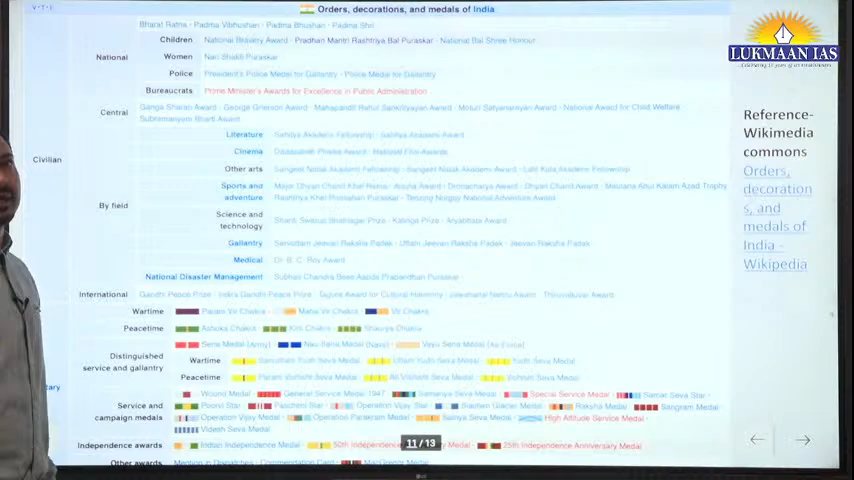 V·T·E
Orders, decorations, and medals of India
Bharat Ratna · Padma Vibhushan · Padma Bhushan · Padma Shri
Children National Bravery Award · Pradhan Mantri Rashtriya Bal Puraskar · National Bal Shree Honour
National Women Nari Shakti Puraskar
Police President's Police Medal for Gallantry · Police Medal for Gallantry
Bureaucrats Prime Minister's Awards for Excellence in Public Administration
Central Ganga Sharan Award · George Grierson Award · Mahapandit Rahul Sankrityayan Award · Moturi Satyanarayan Award · National Award for Child Welfare
Subramanyam Bharti Award
Literature Sahitya Akademi Fellowship · Sahitya Akademi Award
Cinema Dadasaheb Phalke Award · National Film Awards
Civilian
Other arts Sangeet Natak Akademi Fellowship · Sangeet Natak Akademi Award · Lalit Kala Akademi Fellowship
Sports and adventure Major Dhyan Chand Khel Ratna · Arjuna Award · Dronacharya Award · Dhyan Chand Award · Maulana Abul Kalam Azad Trophy
Rashtriya Khel Protsahan Puraskar · Tenzing Norgay National Adventure Award
By field
Science and technology Shanti Swarup Bhatnagar Prize · Kalinga Prize · Aryabhata Award
Gallantry Sarvottam Jeevan Raksha Padak · Uttam Jeevan Raksha Padak · Jeevan Raksha Padak
Medical Dr. B. C. Roy Award
National Disaster Management Subhas Chandra Bose Aapda Prabandhan Puraskar
International Gandhi Peace Prize · Indira Gandhi Peace Prize · Tagore Award for Cultural Harmony · Jawaharlal Nehru Award · Thiruvalluvar Award
Wartime Param Vir Chakra · Maha Vir Chakra · Vir Chakra
Peacetime Ashoka Chakra · Kirti Chakra · Shaurya Chakra
Sena Medal (Army) · Nau Sena Medal (Navy) · Vayu Sena Medal (Air Force)
Distinguished service and gallantry
Wartime Sarvottam Yudh Seva Medal · Uttam Yudh Seva Medal · Yudh Seva Medal
Peacetime Param Vishisht Seva Medal · Ati Vishisht Seva Medal · Vishisht Seva Medal
tary
Service and campaign medals
Wound Medal · General Service Medal 1947 · Samanya Seva Medal · Special Service Medal · Samar Seva Star ·
Poorvi Star · Paschimi Star · Operation Vijay Star · Siachen Glacier Medal · Raksha Medal · Sangram Medal ·
Operation Vijay Medal · Operation Parakram Medal · Sainya Seva Medal · High Altitude Service Medal ·
Videsh Seva Medal
Independence awards Indian Independence Medal · 50th Independence Medal · 25th Independence Anniversary Medal
Other awards Mention in Dispatches · Commendation Card · MacGregor Medal
11 / 13
LUKMAAN IAS
Reference-
Wikimedia
commons
Orders,
decoration
s, and
medals of
India -
Wikipedia